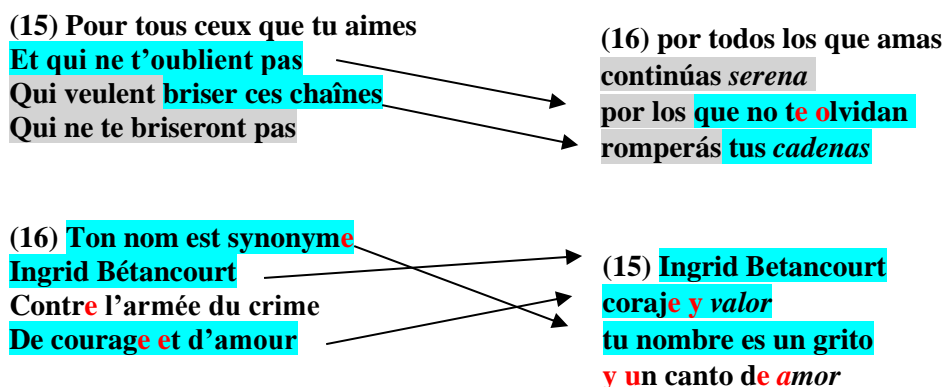 (15) Pour tous ceux que tu aimes
Et qui ne t’oublient pas
Qui veulent briser ces chaînes
Qui ne te briseront pas
(16) por todos los que amas
continúas serena
por los que no te olvidan
romperás tus cadenas
(16) Ton nom est synonyme
Ingrid Bétancourt
Contre l’armée du crime
De courage et d’amour
(15) Ingrid Betancourt
coraje y valor
tu nombre es un grito
y un canto de amor